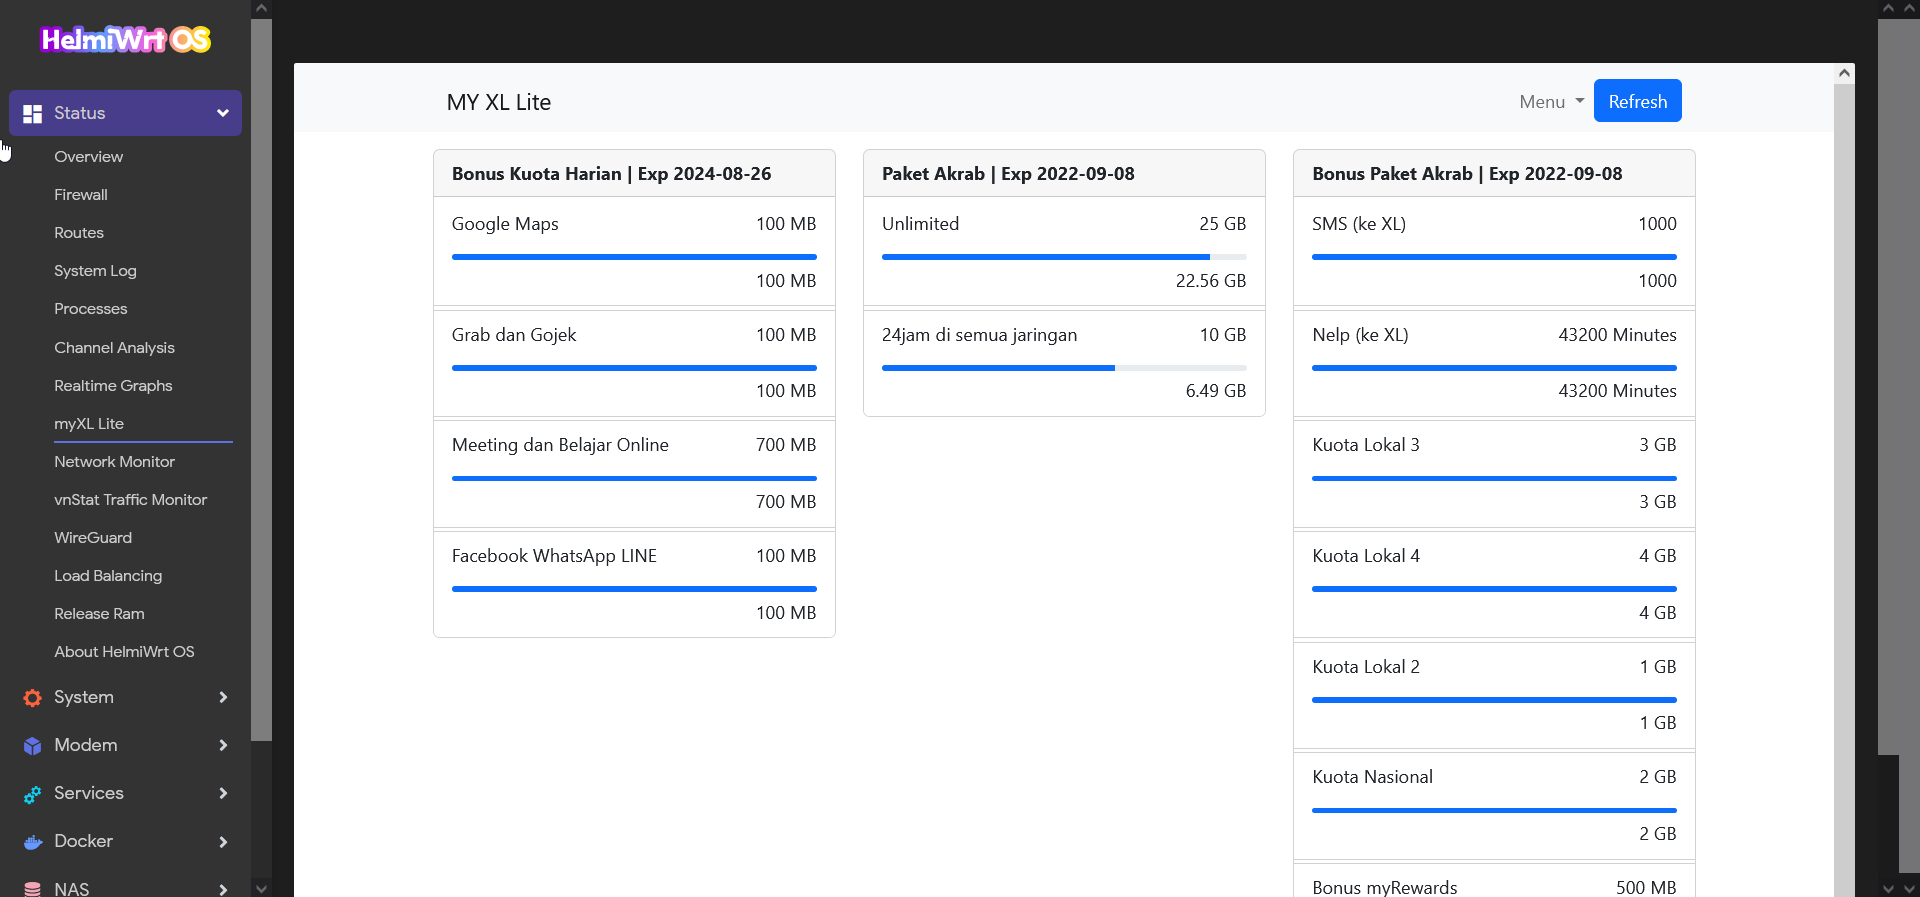 HelmiWrt OS
Status
Overview
Firewall
Routes
System Log
Processes
Channel Analysis
Realtime Graphs
myXL Lite
Network Monitor
vnStat Traffic Monitor
WireGuard
Load Balancing
Release Ram
About HelmiWrt OS
System
Modem
Services
Docker
NAS
MY XL Lite
Menu
Refresh
Bonus Kuota Harian | Exp 2024-08-26
Google Maps 100 MB
100 MB
Grab dan Gojek 100 MB
100 MB
Meeting dan Belajar Online 700 MB
700 MB
Facebook WhatsApp LINE 100 MB
100 MB
Paket Akrab | Exp 2022-09-08
Unlimited 25 GB
22.56 GB
24jam di semua jaringan 10 GB
6.49 GB
Bonus Paket Akrab | Exp 2022-09-08
SMS (ke XL) 1000
1000
Nelp (ke XL) 43200 Minutes
43200 Minutes
Kuota Lokal 3 3 GB
3 GB
Kuota Lokal 4 4 GB
4 GB
Kuota Lokal 2 1 GB
1 GB
Kuota Nasional 2 GB
2 GB
Bonus myRewards 500 MB